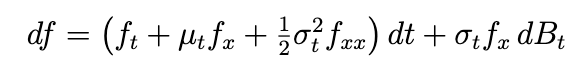 df = (f_t + μ_t f_x + ½σ_t² f_xx) dt + σ_t f_x dB_t